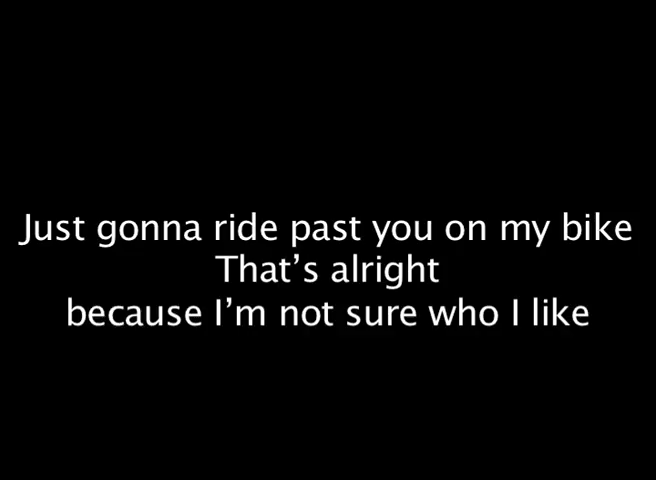 Just gonna ride past you on my bike
That’s alright
because I’m not sure who I like